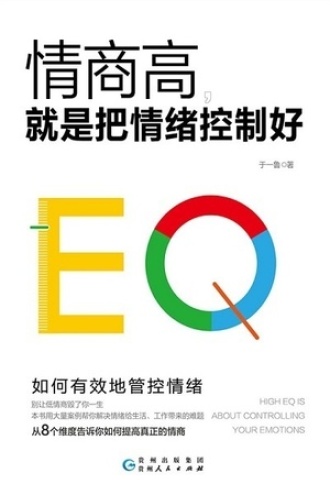 情商高，
就是把情绪控制好
于一鲁◎著
EQ
如何有效地管控情绪
别让低情商毁了你一生
本书用大量案例帮你解决情绪给生活、工作带来的难题
从8个维度告诉你如何提高真正的情商
HIGH EQ IS
ABOUT CONTROLLING
YOUR EMOTIONS
贵州出版集团
贵州人民出版社